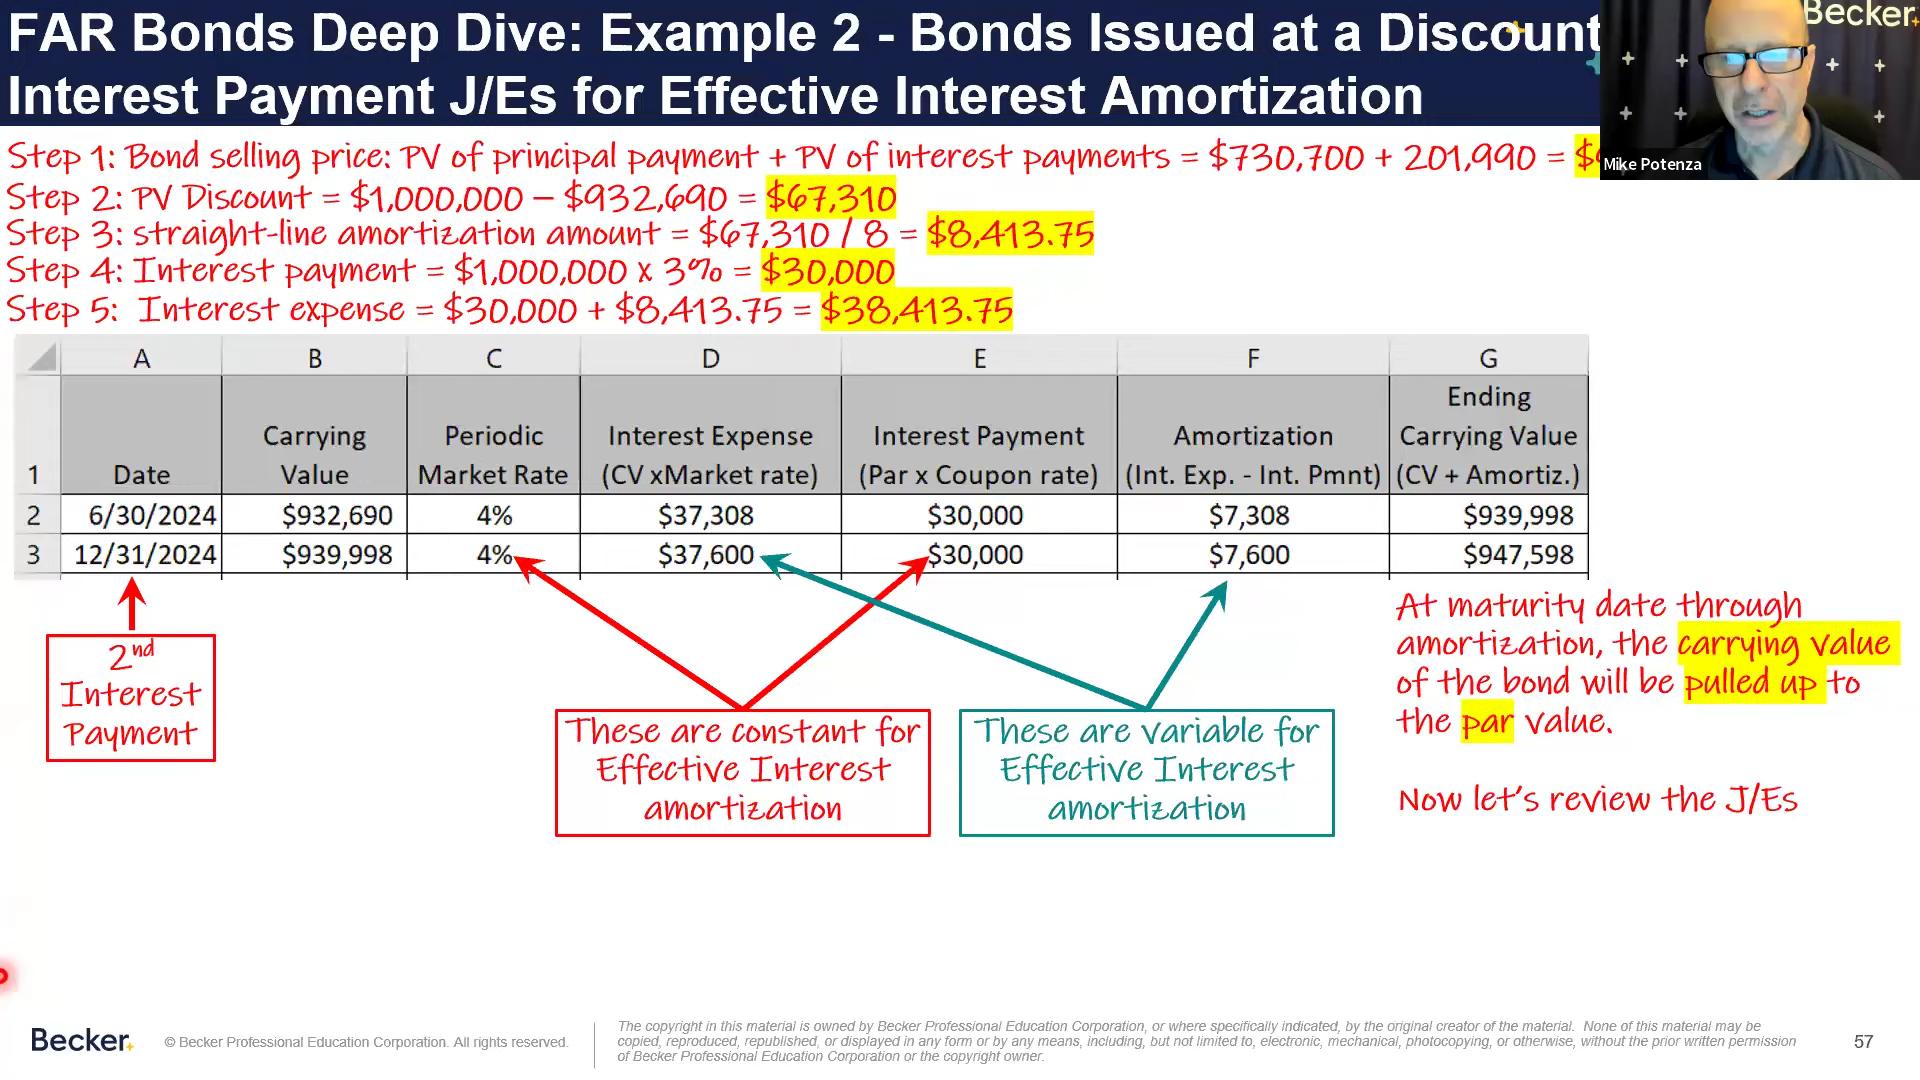 FAR Bonds Deep Dive: Example 2 - Bonds Issued at a Discount
Interest Payment J/Es for Effective Interest Amortization
Becker.
Mike Potenza
Step 1: Bond selling price: PV of principal payment + PV of interest payments = $730,700 + 201,990 = $
Step 2: PV Discount = $1,000,000 – $932,690 = $67,310
Step 3: straight-line amortization amount = $67,310 / 8 = $8,413.75
Step 4: Interest payment = $1,000,000 x 3% = $30,000
Step 5: Interest expense = $30,000 + $8,413.75 = $38,413.75
A B C D E F G
Ending
Carrying Periodic Interest Expense Interest Payment Amortization Carrying Value
1 Date Value Market Rate (CV xMarket rate) (Par x Coupon rate) (Int. Exp. - Int. Pmnt) (CV + Amortiz.)
2 6/30/2024 $932,690 4% $37,308 $30,000 $7,308 $939,998
3 12/31/2024 $939,998 4% $37,600 $30,000 $7,600 $947,598
2nd
Interest
Payment
These are constant for
Effective Interest
amortization
These are variable for
Effective Interest
amortization
At maturity date through
amortization, the carrying value
of the bond will be pulled up to
the par value.
Now let's review the J/Es
Becker.
© Becker Professional Education Corporation. All rights reserved.
The copyright in this material is owned by Becker Professional Education Corporation, or where specifically indicated, by the original creator of the material. None of this material may be
copied, reproduced, republished, or displayed in any form or by any means, including, but not limited to, electronic, mechanical, photocopying, or otherwise, without the prior written permission
of Becker Professional Education Corporation or the copyright owner.
57